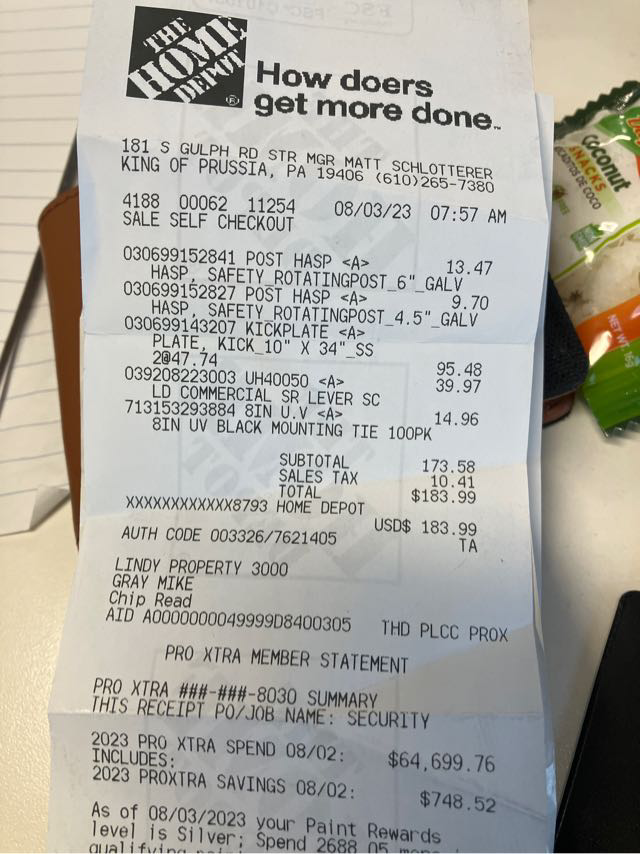 THE
HOME
DEPOT
How doers
get more done.
181 S GULPH RD STR MGR MATT SCHLOTTERER
KING OF PRUSSIA, PA 19406 (610)265-7380
4188 00062 11254 08/03/23 07:57 AM
SALE SELF CHECKOUT
030699152841 POST HASP <A> 13.47
HASP, SAFETY_ROTATINGPOST_6"_GALV
030699152827 POST HASP <A> 9.70
HASP, SAFETY_ROTATINGPOST_4.5"_GALV
030699143207 KICKPLATE <A>
PLATE, KICK_10" X 34"_SS
2@47.74 95.48
039208223003 UH40050 <A> 39.97
LD COMMERCIAL SR LEVER SC
713153293884 8IN U.V <A> 14.96
8IN UV BLACK MOUNTING TIE 100PK
SUBTOTAL 173.58
SALES TAX 10.41
TOTAL $183.99
XXXXXXXXXXXX8793 HOME DEPOT
USD$ 183.99
AUTH CODE 003326/7621405 TA
LINDY PROPERTY 3000
GRAY MIKE
Chip Read
AID A0000000049999D8400305 THD PLCC PROX
PRO XTRA MEMBER STATEMENT
PRO XTRA ###-###-8030 SUMMARY
THIS RECEIPT PO/JOB NAME: SECURITY
2023 PRO XTRA SPEND 08/02: $64,699.76
INCLUDES:
2023 PROXTRA SAVINGS 08/02: $748.52
As of 08/03/2023 your Paint Rewards
level is Silver; Spend 2688.05 more
qualifying
Coconut
SNACKS
BOCADITOS DE COCO
NET WT